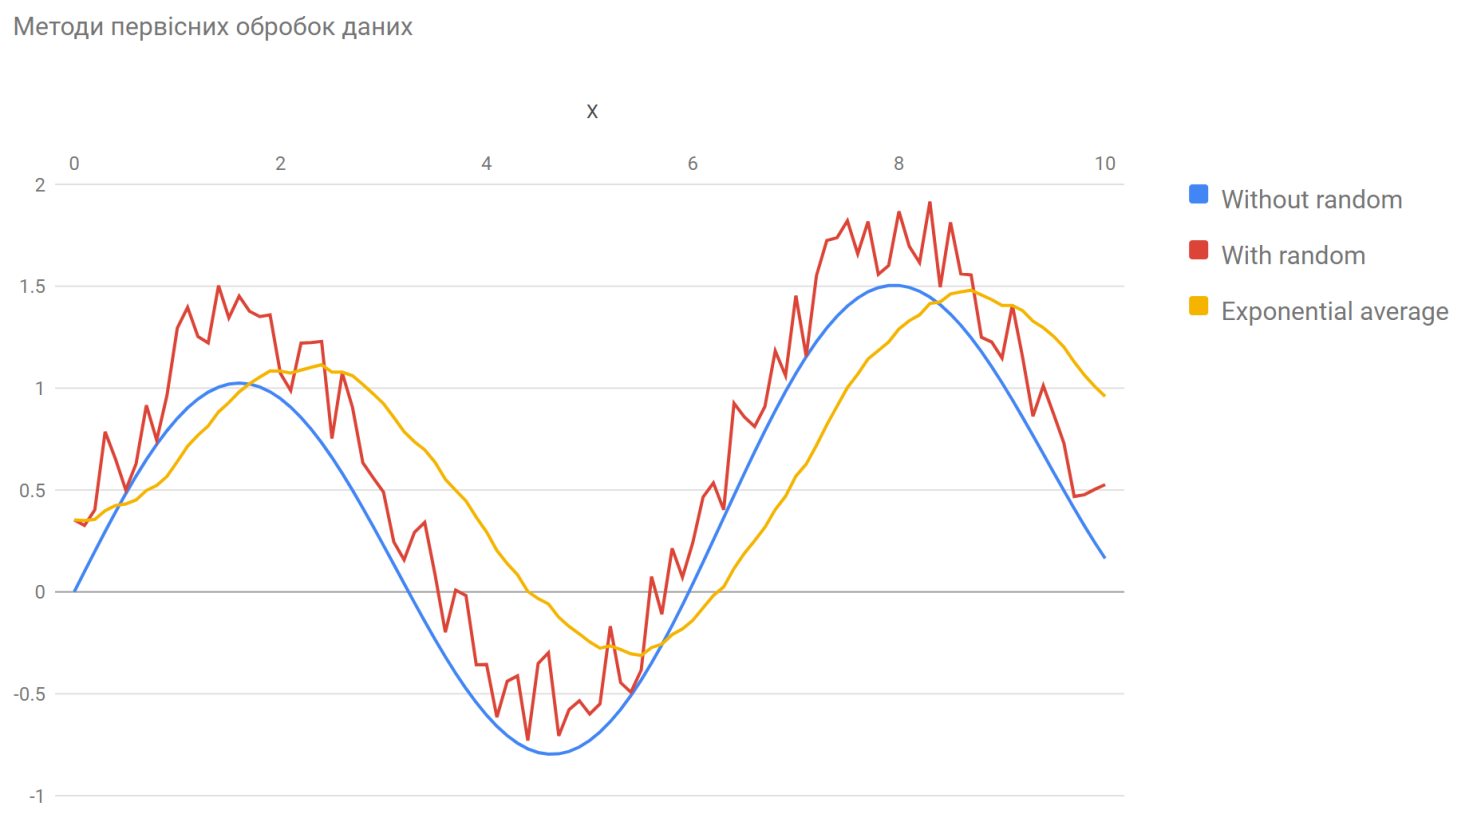 Методи первісних обробок даних
X
0 2 4 6 8 10
2
1.5
1
0.5
0
-0.5
-1
Without random
With random
Exponential average